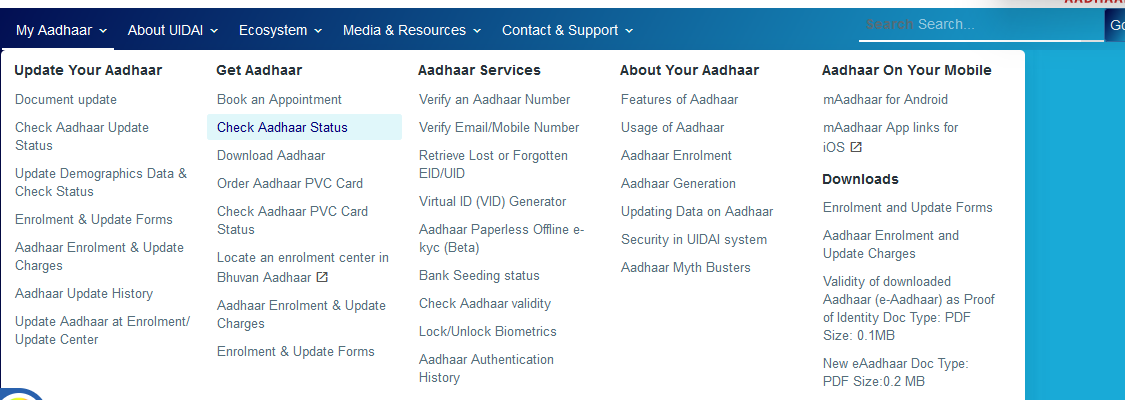 My Aadhaar
About UIDAI
Ecosystem
Media & Resources
Contact & Support
Search Search...
Update Your Aadhaar
Document update
Check Aadhaar Update
Status
Update Demographics Data &
Check Status
Enrolment & Update Forms
Aadhaar Enrolment & Update
Charges
Aadhaar Update History
Update Aadhaar at Enrolment/
Update Center
Get Aadhaar
Book an Appointment
Check Aadhaar Status
Download Aadhaar
Order Aadhaar PVC Card
Check Aadhaar PVC Card
Status
Locate an enrolment center in
Bhuvan Aadhaar
Aadhaar Enrolment & Update
Charges
Enrolment & Update Forms
Aadhaar Services
Verify an Aadhaar Number
Verify Email/Mobile Number
Retrieve Lost or Forgotten
EID/UID
Virtual ID (VID) Generator
Aadhaar Paperless Offline e-
kyc (Beta)
Bank Seeding status
Check Aadhaar validity
Lock/Unlock Biometrics
Aadhaar Authentication
History
About Your Aadhaar
Features of Aadhaar
Usage of Aadhaar
Aadhaar Enrolment
Aadhaar Generation
Updating Data on Aadhaar
Security in UIDAI system
Aadhaar Myth Busters
Aadhaar On Your Mobile
mAadhaar for Android
mAadhaar App links for
iOS
Downloads
Enrolment and Update Forms
Aadhaar Enrolment and
Update Charges
Validity of downloaded
Aadhaar (e-Aadhaar) as Proof
of Identity Doc Type: PDF
Size: 0.1MB
New eAadhaar Doc Type:
PDF Size:0.2 MB